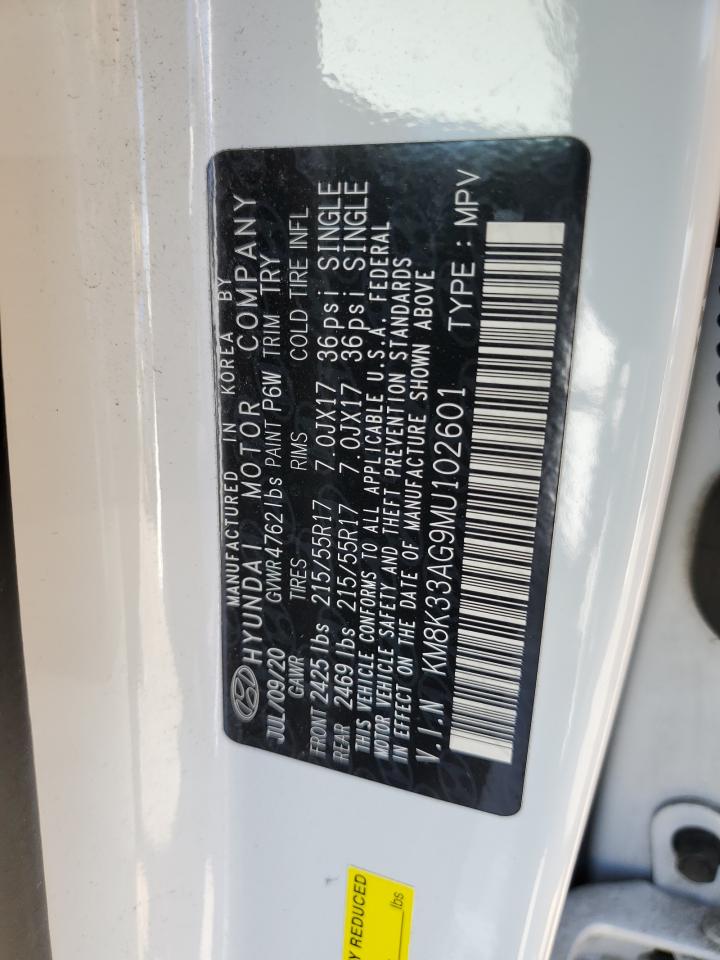 MANUFACTURED IN KOREA BY
HYUNDAI MOTOR COMPANY
JUL/09/20 GVWR 4762 lbs PAINT P6W TRIM TRY
GAWR TIRES RIMS COLD TIRE INFL
FRONT 2425 lbs 215/55R17 7.0JX17 36psi SINGLE
REAR 2469 lbs 215/55R17 7.0JX17 36psi SINGLE
THIS VEHICLE CONFORMS TO ALL APPLICABLE U.S.A. FEDERAL
MOTOR VEHICLE SAFETY AND THEFT PREVENTION STANDARDS
IN EFFECT ON THE DATE OF MANUFACTURE SHOWN ABOVE
V.I.N KM8K33AG9MU102601 TYPE : MPV
REDUCED
lbs